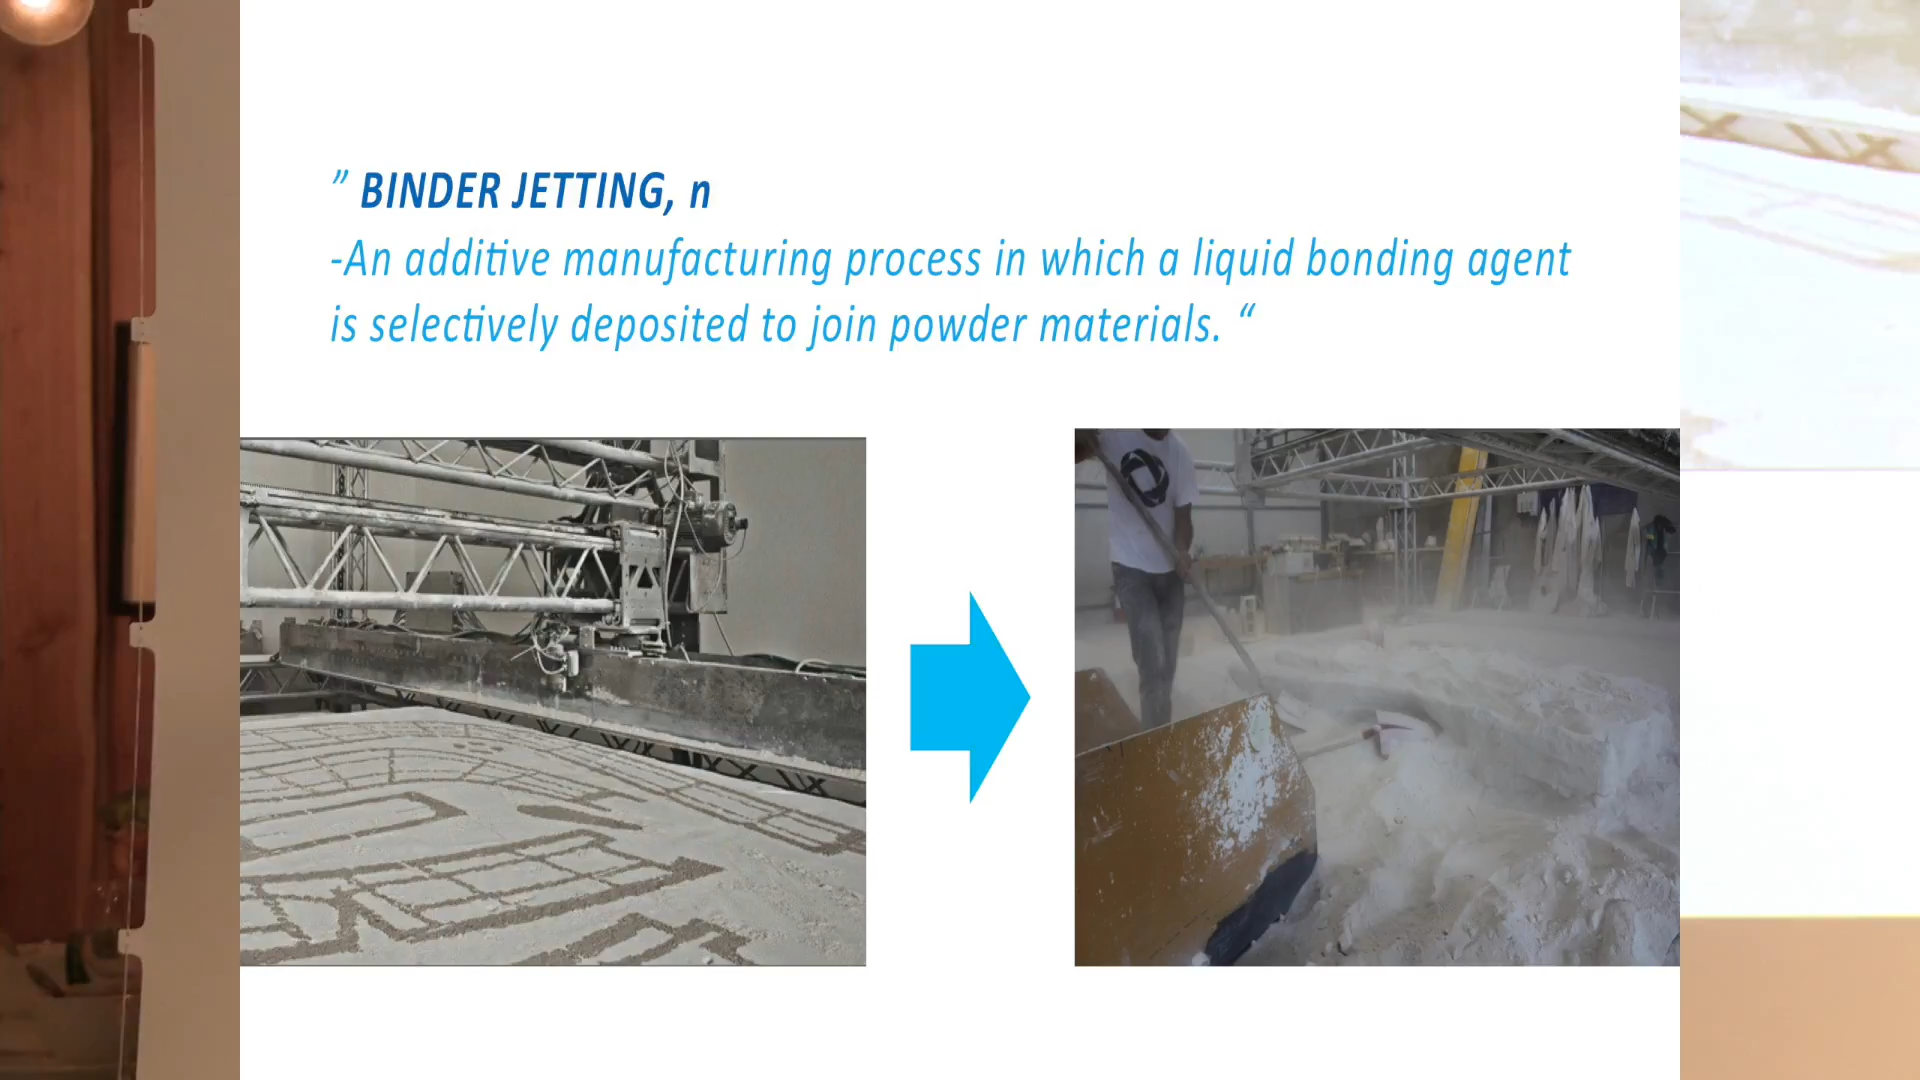 ” BINDER JETTING, n
-An additive manufacturing process in which a liquid bonding agent
is selectively deposited to join powder materials. “